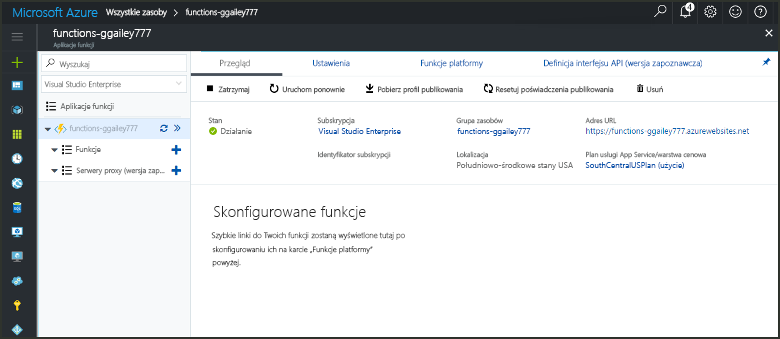 Microsoft Azure Wszystkie zasoby > functions-ggailey777
4
functions-ggailey777
Aplikacje funkcji
Wyszukaj
Visual Studio Enterprise
Aplikacje funkcji
functions-ggailey777
Funkcje
Serwery proxy (wersja zap...
Przegląd Ustawienia Funkcje platformy Definicja interfejsu API (wersja zapoznawcza)
Zatrzymaj Uruchom ponownie Pobierz profil publikowania Resetuj poświadczenia publikowania Usuń
Stan Subskrypcja Grupa zasobów Adres URL
Działanie Visual Studio Enterprise functions-ggailey777 https://functions-ggailey777.azurewebsites.net
Identyfikator subskrypcji Lokalizacja Plan usługi App Service/warstwa cenowa
Południowo-środkowe stany USA SouthCentralUSPlan (użycie)
Skonfigurowane funkcje
Szybkie linki do Twoich funkcji zostaną wyświetlone tutaj po
skonfigurowaniu ich na karcie „Funkcje platformy”
powyżej.